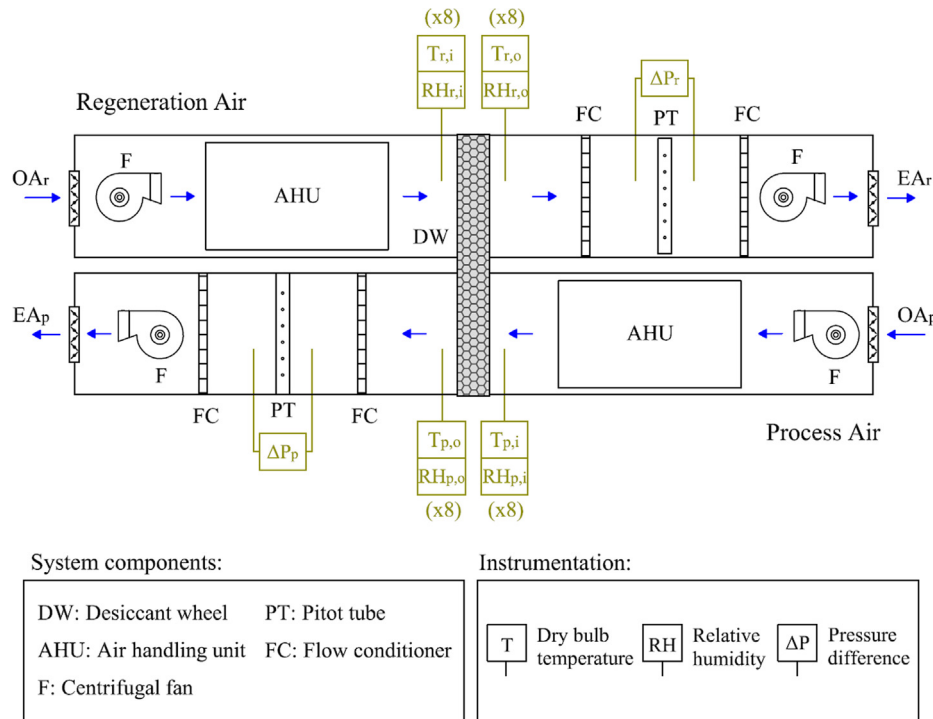 (x8) (x8)
Tr,i Tr,o
RHr,i RHr,o
ΔPr
Regeneration Air
FC PT FC
F F
OAr EAr
AHU
DW
EAp OAp
AHU
F F
FC PT FC
Process Air
Tp,o Tp,i
ΔPp
RHp,o RHp,i
(x8) (x8)
System components:
DW: Desiccant wheel PT: Pitot tube
AHU: Air handling unit FC: Flow conditioner
F: Centrifugal fan
Instrumentation:
T Dry bulb temperature
RH Relative humidity
ΔP Pressure difference